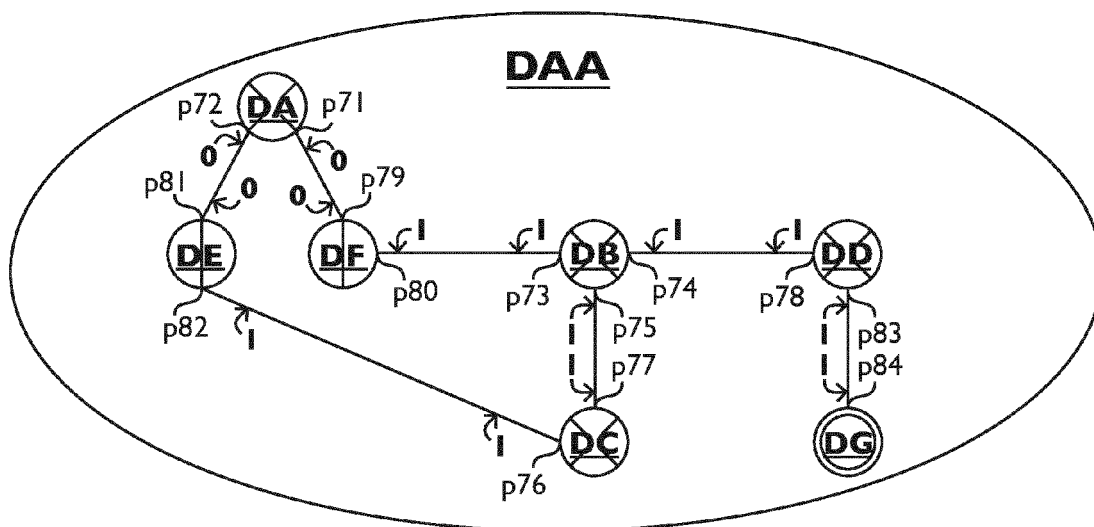 DAA
p72 DA p71
0 0
p81 0 0 p79
DE DF I I DB I I DD
p80 p73 p74 p78
p82 I I p75 I p83
I p77 I p84
I DC DG
p76